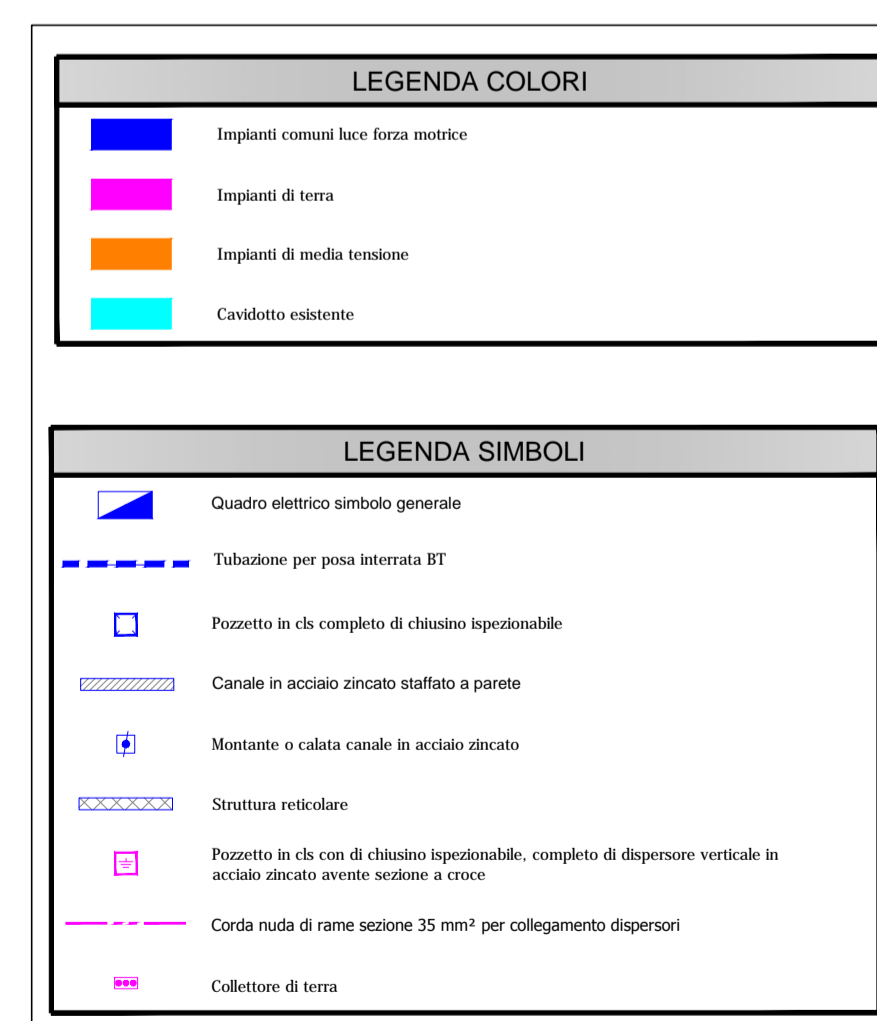 LEGENDA COLORI
Impianti comuni luce forza motrice
Impianti di terra
Impianti di media tensione
Cavidotto esistente
LEGENDA SIMBOLI
Quadro elettrico simbolo generale
Tubazione per posa interrata BT
Pozzetto in cls completo di chiusino ispezionabile
Canale in acciaio zincato staffato a parete
Montante o calata canale in acciaio zincato
Struttura reticolare
Pozzetto in cls con di chiusino ispezionabile, completo di dispersore verticale in
acciaio zincato avente sezione a croce
Corda nuda di rame sezione 35 mm² per collegamento dispersori
Collettore di terra